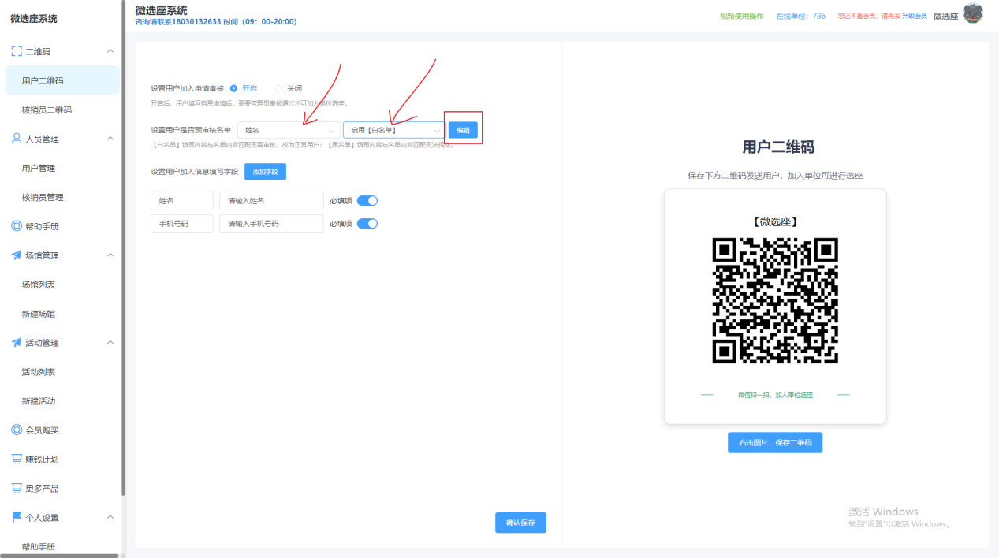 微选座系统
二维码
用户二维码
核销员二维码
人员管理
用户管理
核销员管理
帮助手册
场馆管理
场馆列表
新建场馆
活动管理
活动列表
新建活动
会员购买
赚钱计划
更多产品
个人设置
帮助手册
微选座系统
咨询请联系18030132633 时间（09：00-20:00）
视频使用操作 在线单位：786 您还不是会员，请先去 升级会员 微选座
设置用户加入申请审核 开启 关闭
开启后，用户填写信息申请后，需要管理员审核通过才可加入单位选座。
设置用户是否预审核名单 姓名 启用【白名单】 编辑
【白名单】填写内容与名单内容匹配无需审核，成为正常用户；【黑名单】填写内容与名单内容匹配无法提交；
设置用户加入信息填写字段 添加字段
姓名 请输入姓名 必填项
手机号码 请输入手机号码 必填项
确认保存
用户二维码
保存下方二维码发送用户，加入单位可进行选座
【微选座】
微信扫一扫，加入单位选座
右击图片，保存二维码
激活 Windows
转到"设置"以激活 Windows。